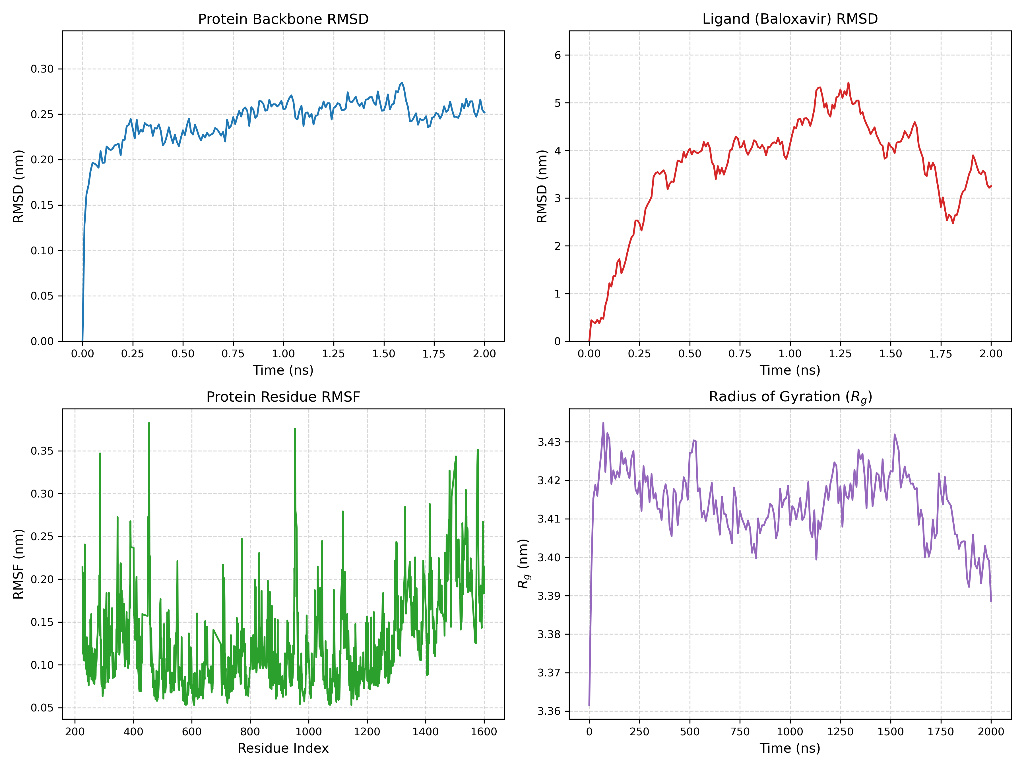 Protein Backbone RMSD
RMSD (nm)
0.30
0.25
0.20
0.15
0.10
0.05
0.00
0.00 0.25 0.50 0.75 1.00 1.25 1.50 1.75 2.00
Time (ns)
Ligand (Baloxavir) RMSD
RMSD (nm)
6
5
4
3
2
1
0
0.00 0.25 0.50 0.75 1.00 1.25 1.50 1.75 2.00
Time (ns)
Protein Residue RMSF
RMSF (nm)
0.35
0.30
0.25
0.20
0.15
0.10
0.05
200 400 600 800 1000 1200 1400 1600
Residue Index
Radius of Gyration (Rg)
Rg (nm)
3.43
3.42
3.41
3.40
3.39
3.38
3.37
3.36
0 250 500 750 1000 1250 1500 1750 2000
Time (ns)